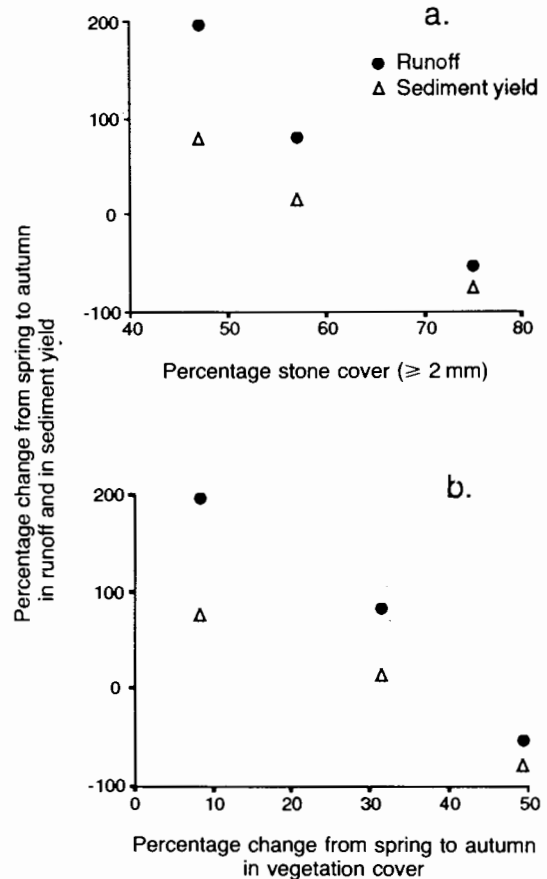 a.
Runoff
Sediment yield
200
100
0
-100
40
50
60
70
80
Percentage stone cover (≥ 2 mm)
Percentage change from spring to autumn
in runoff and in sediment yield
b.
200
100
0
-100
0
10
20
30
40
50
Percentage change from spring to autumn
in vegetation cover